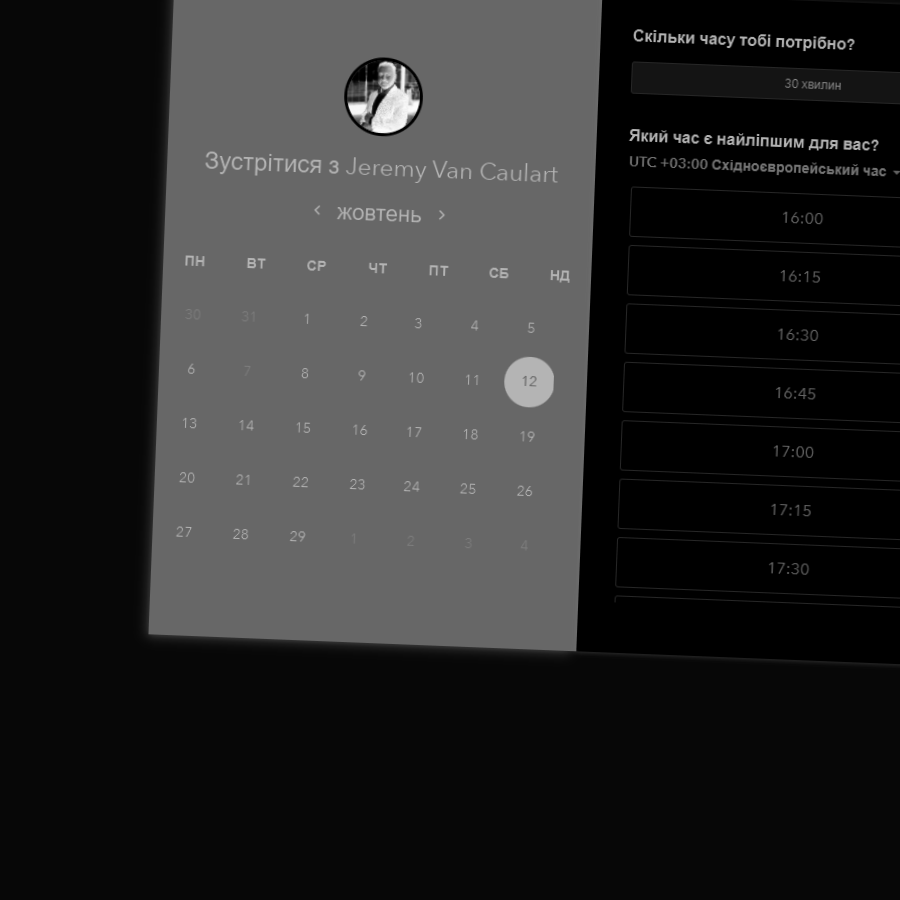 Зустрітися з Jeremy Van Caulart
‹ жовтень ›
ПН ВТ СР ЧТ ПТ СБ НД
30 31 1 2 3 4 5
6 7 8 9 10 11 12
13 14 15 16 17 18 19
20 21 22 23 24 25 26
27 28 29 1 2 3 4
Скільки часу тобі потрібно?
30 хвилин
Який час є найліпшим для вас?
UTC +03:00 Східноєвропейський час
16:00
16:15
16:30
16:45
17:00
17:15
17:30